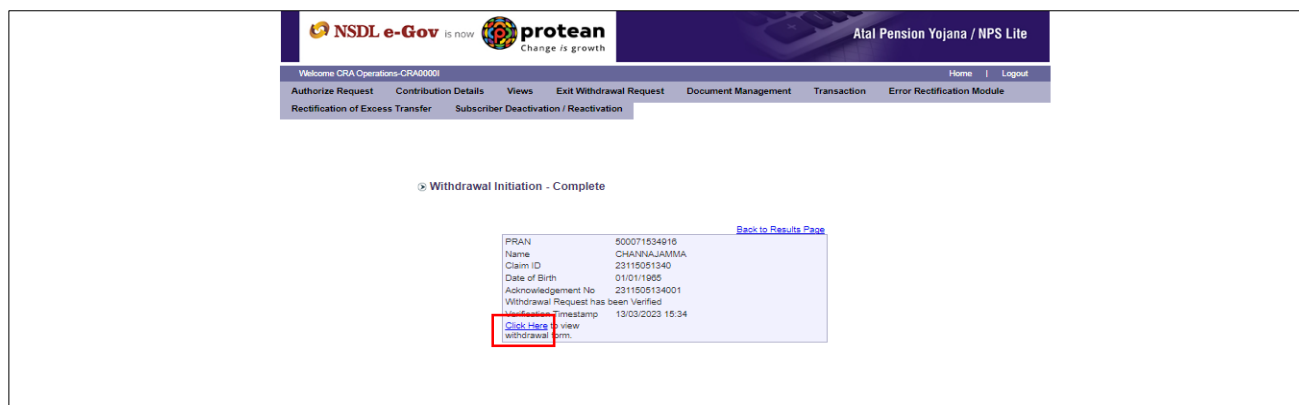 NSDL e-Gov is now protean
Change is growth
Atal Pension Yojana / NPS Lite
Welcome CRA Operations-CRA0000I Home | Logout
Authorize Request Contribution Details Views Exit Withdrawal Request Document Management Transaction Error Rectification Module
Rectification of Excess Transfer Subscriber Deactivation / Reactivation
Withdrawal Initiation - Complete
Back to Results Page
PRAN 500071534916
Name CHANNAJAMMA
Claim ID 23115051340
Date of Birth 01/01/1965
Acknowledgement No 2311505134001
Withdrawal Request has been Verified
Verification Timestamp 13/03/2023 15:34
Click Here to view
withdrawal form.